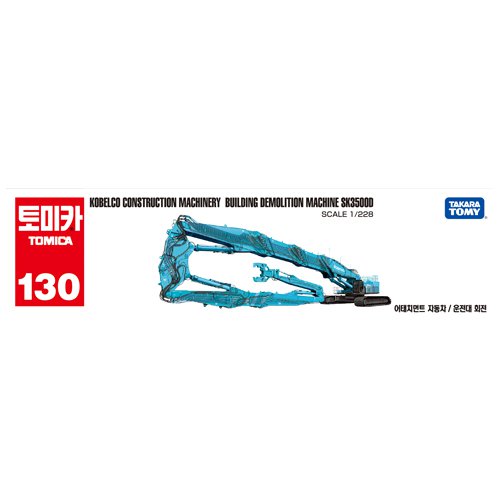 토미카
TOMICA
130
KOBELCO CONSTRUCTION MACHINERY BUILDING DEMOLITION MACHINE SK3500D
SCALE 1/228
TAKARA
TOMY
어태치먼트 자동차 / 운전대 회전